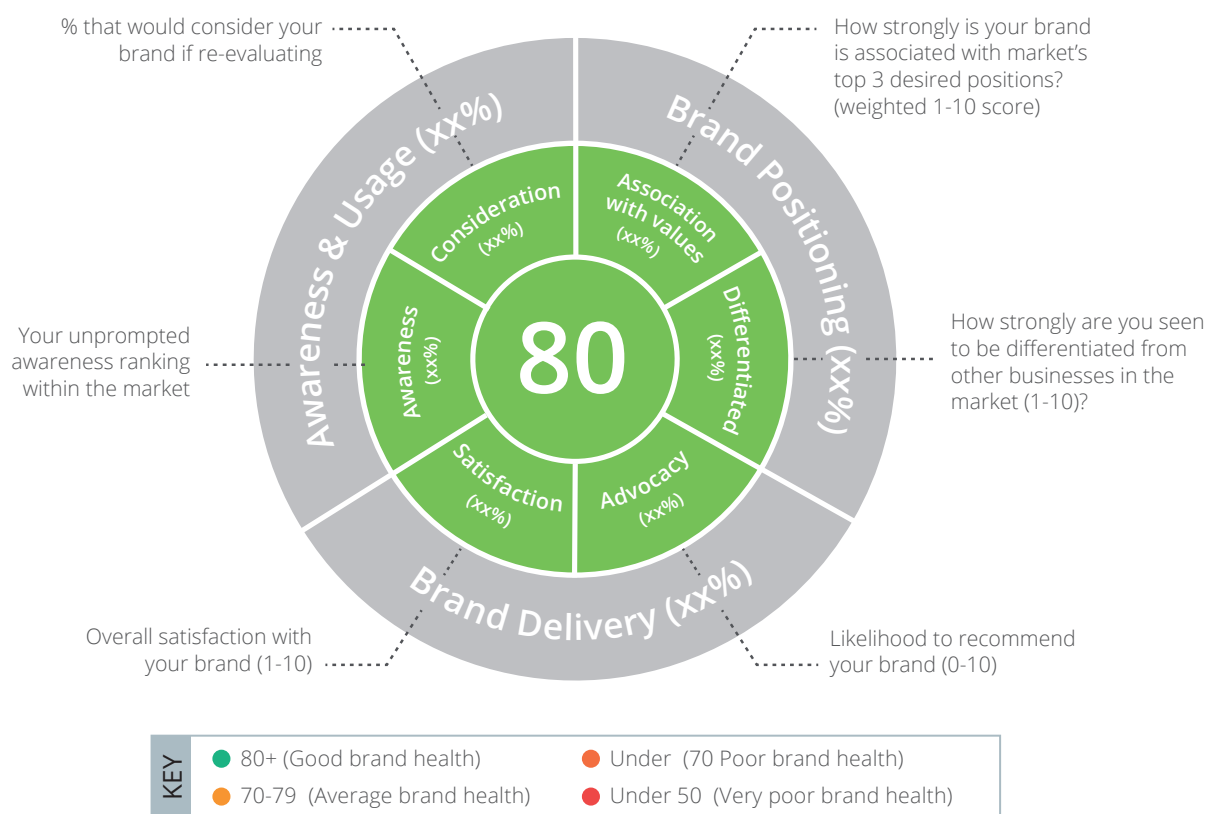 % that would consider your
brand if re-evaluating
How strongly is your brand
is associated with market’s
top 3 desired positions?
(weighted 1-10 score)
Awareness & Usage (xx%)
Brand Positioning (xx%)
Consideration
(xx%)
Association
with values
(xx%)
Your unprompted
awareness ranking
within the market
Awareness
(xx%)
80
Differentiated
(xx%)
How strongly are you seen
to be differentiated from
other businesses in the
market (1-10)?
Satisfaction
(xx%)
Advocacy
(xx%)
Brand Delivery (xx%)
Overall satisfaction with
your brand (1-10)
Likelihood to recommend
your brand (0-10)
KEY
80+ (Good brand health)
Under (70 Poor brand health)
70-79 (Average brand health)
Under 50 (Very poor brand health)